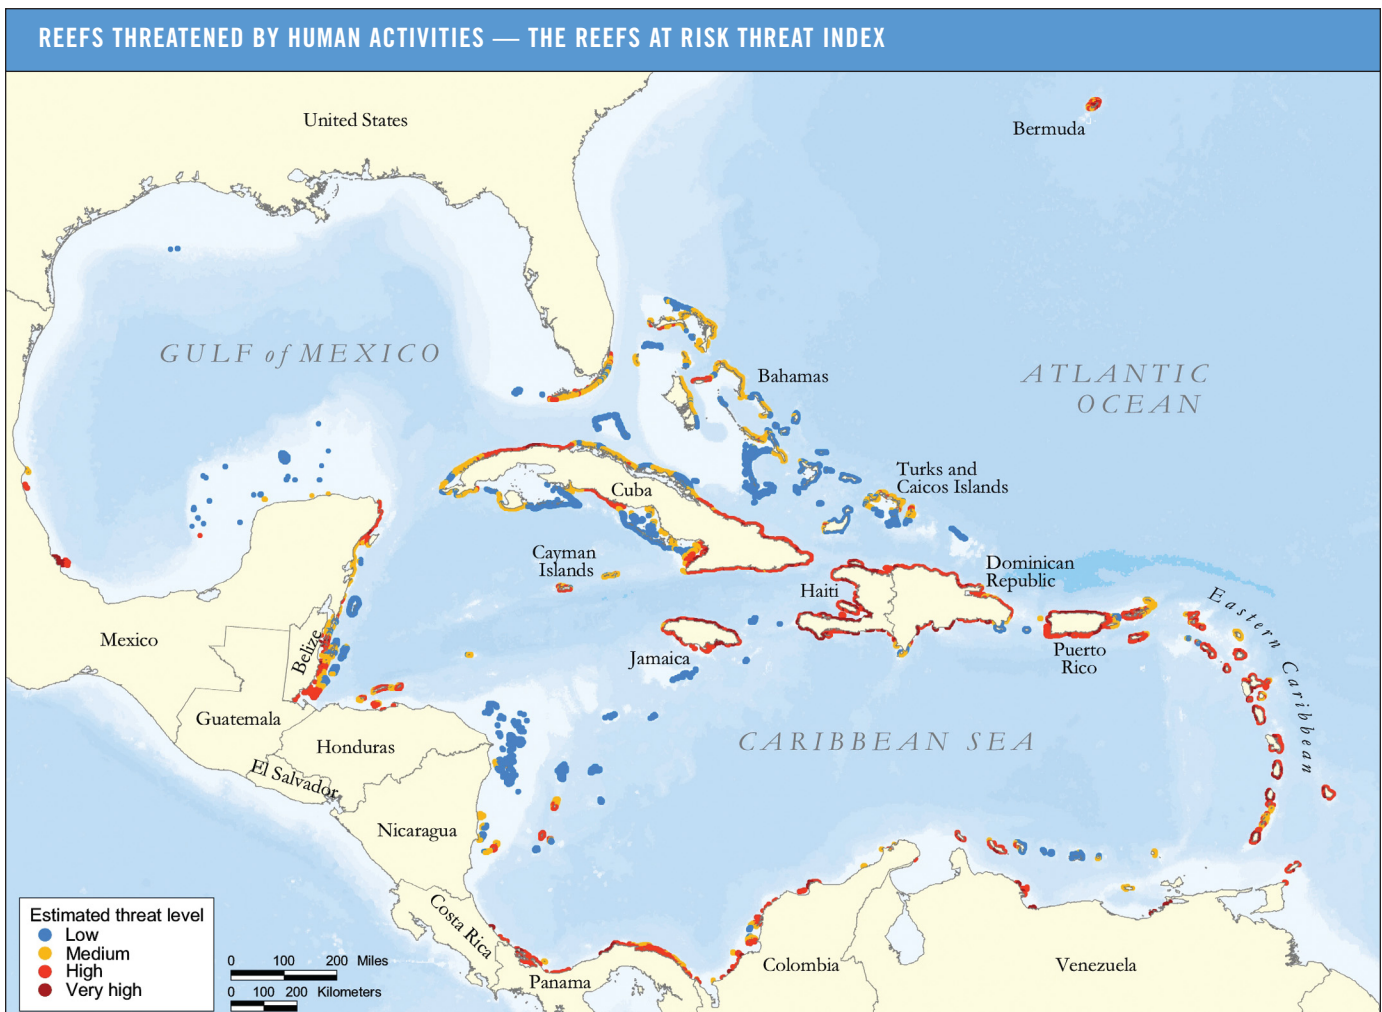 REEFS THREATENED BY HUMAN ACTIVITIES — THE REEFS AT RISK THREAT INDEX
United States
Bermuda
GULF of MEXICO
ATLANTIC
OCEAN
Bahamas
Turks and
Caicos Islands
Cuba
Cayman
Islands
Dominican
Republic
Haiti
Eastern Caribbean
Mexico
Belize
Jamaica
Puerto
Rico
Guatemala
Honduras
CARIBBEAN SEA
El Salvador
Nicaragua
Costa Rica
Panama
Colombia
Venezuela
Estimated threat level
Low
Medium
High
Very high
0 100 200 Miles
0 100 200 Kilometers